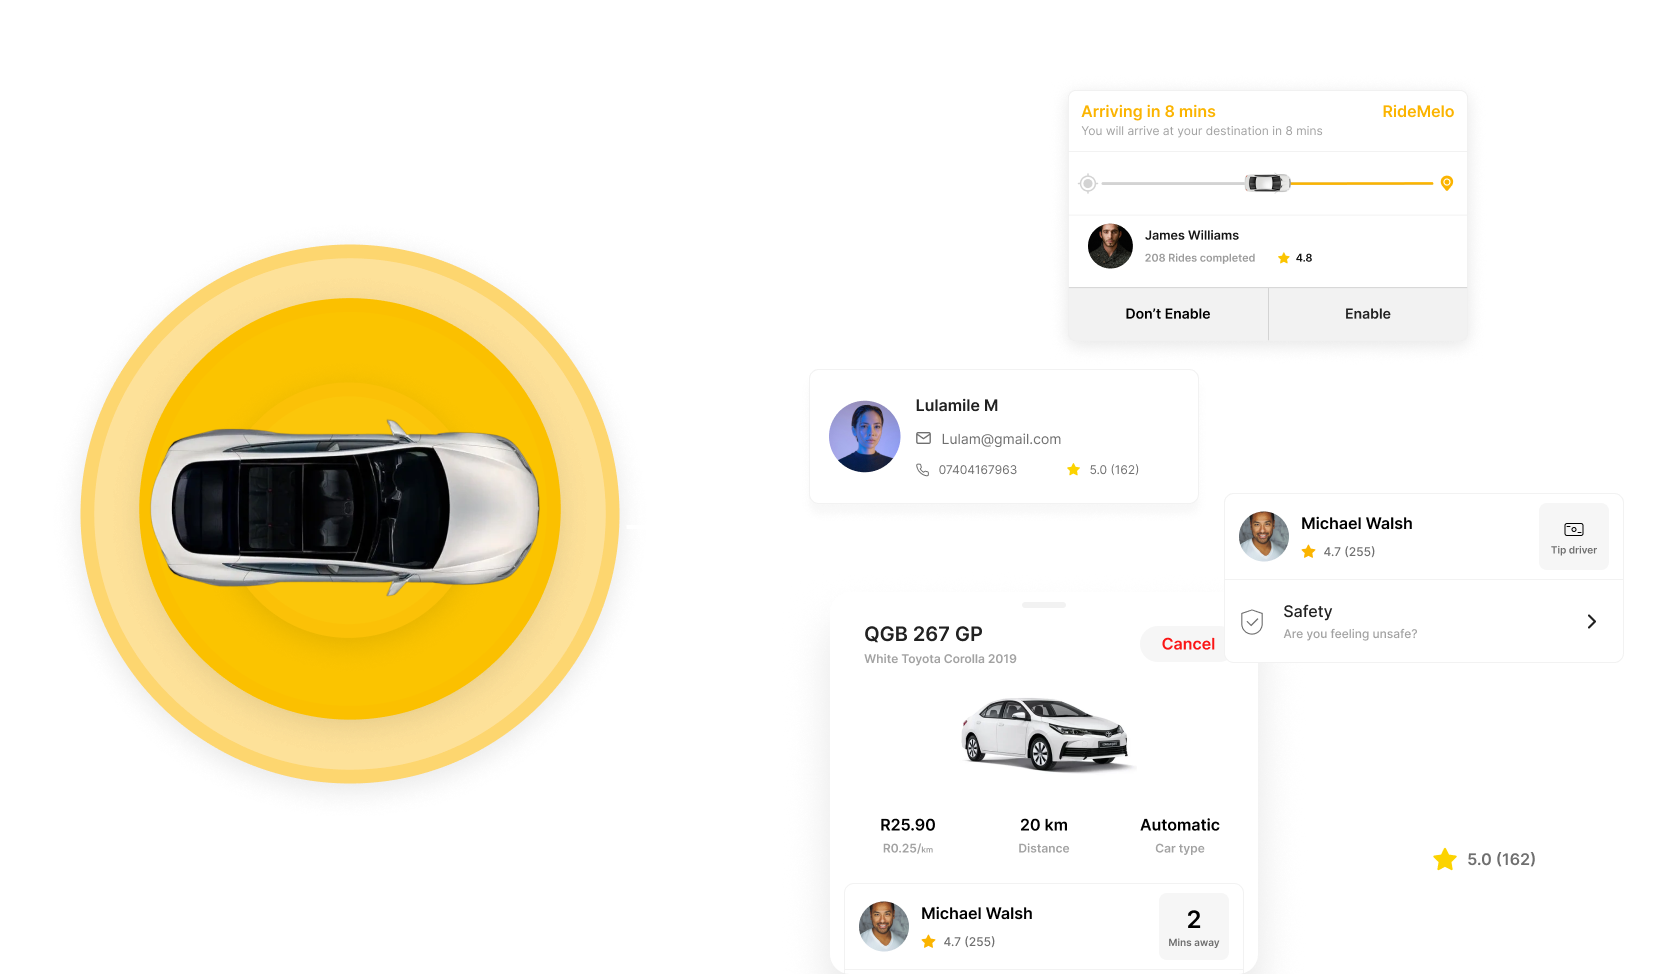 Arriving in 8 mins
RideMelo
You will arrive at your destination in 8 mins
James Williams
208 Rides completed
4.8
Don’t Enable
Enable
Lulamile M
Lulam@gmail.com
07404167963
5.0 (162)
Michael Walsh
4.7 (255)
Tip driver
Safety
Are you feeling unsafe?
QGB 267 GP
White Toyota Corolla 2019
Cancel
R25.90
20 km
Automatic
R0.25/km
Distance
Car type
5.0 (162)
Michael Walsh
4.7 (255)
2
Mins away